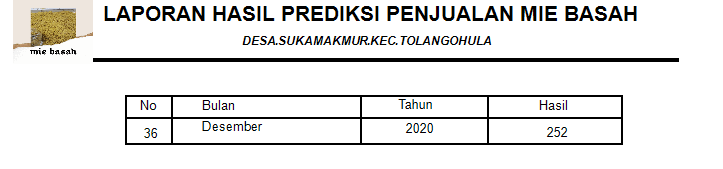 LAPORAN HASIL PREDIKSI PENJUALAN MIE BASAH
DESA.SUKAMAKMUR.KEC.TOLANGOHULA
mie basah
No Bulan Tahun Hasil
36 Desember 2020 252